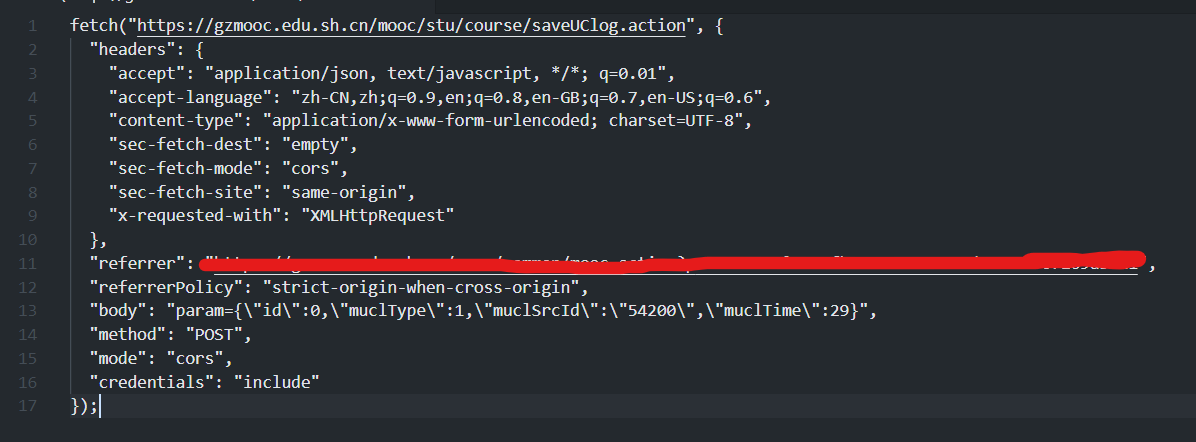 1 fetch("https://gzmooc.edu.sh.cn/mooc/stu/course/saveUClog.action", {
2 "headers": {
3 "accept": "application/json, text/javascript, */*; q=0.01",
4 "accept-language": "zh-CN,zh;q=0.9,en;q=0.8,en-GB;q=0.7,en-US;q=0.6",
5 "content-type": "application/x-www-form-urlencoded; charset=UTF-8",
6 "sec-fetch-dest": "empty",
7 "sec-fetch-mode": "cors",
8 "sec-fetch-site": "same-origin",
9 "x-requested-with": "XMLHttpRequest"
10 },
11 "referrer": ",
12 "referrerPolicy": "strict-origin-when-cross-origin",
13 "body": "param={\"id\":0,\"muclType\":1,\"muclSrcId\":\"54200\",\"muclTime\":29}",
14 "method": "POST",
15 "mode": "cors",
16 "credentials": "include"
17 });